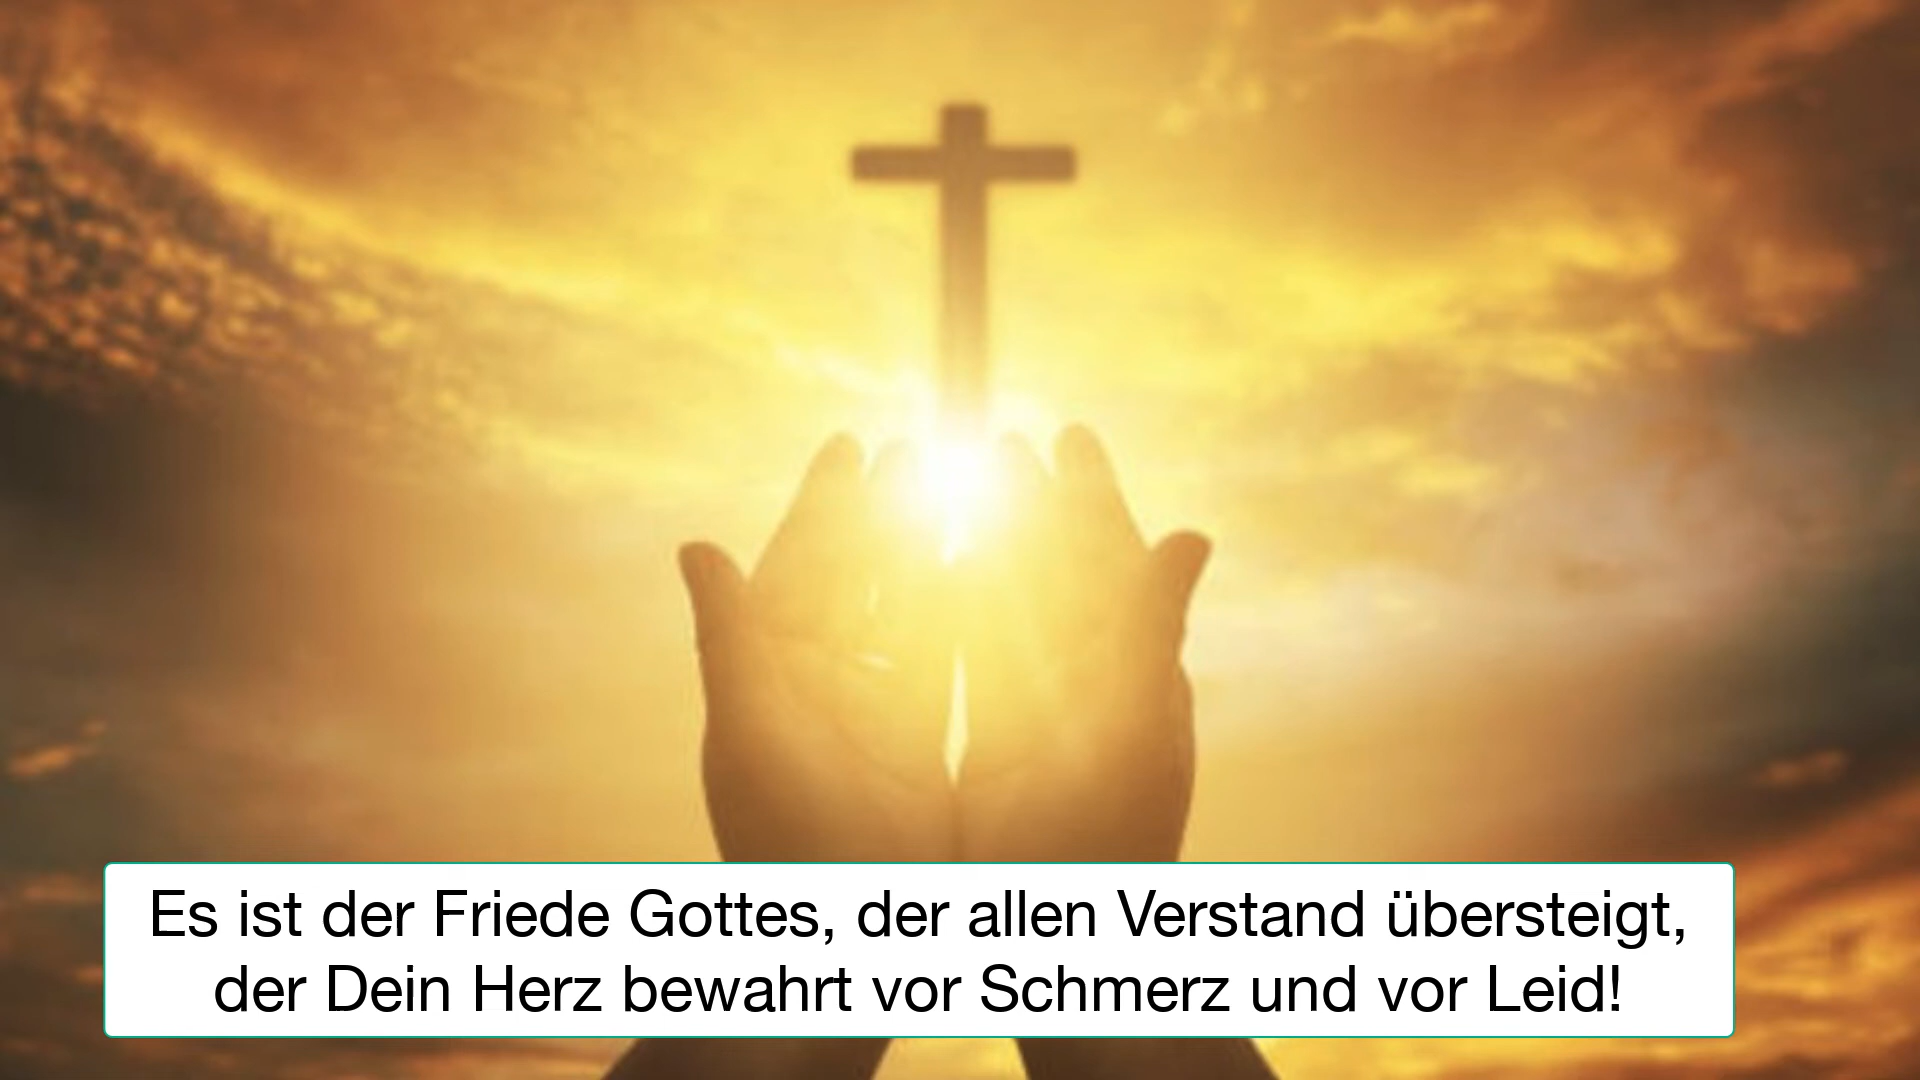 Es ist der Friede Gottes, der allen Verstand übersteigt,
der Dein Herz bewahrt vor Schmerz und vor Leid!